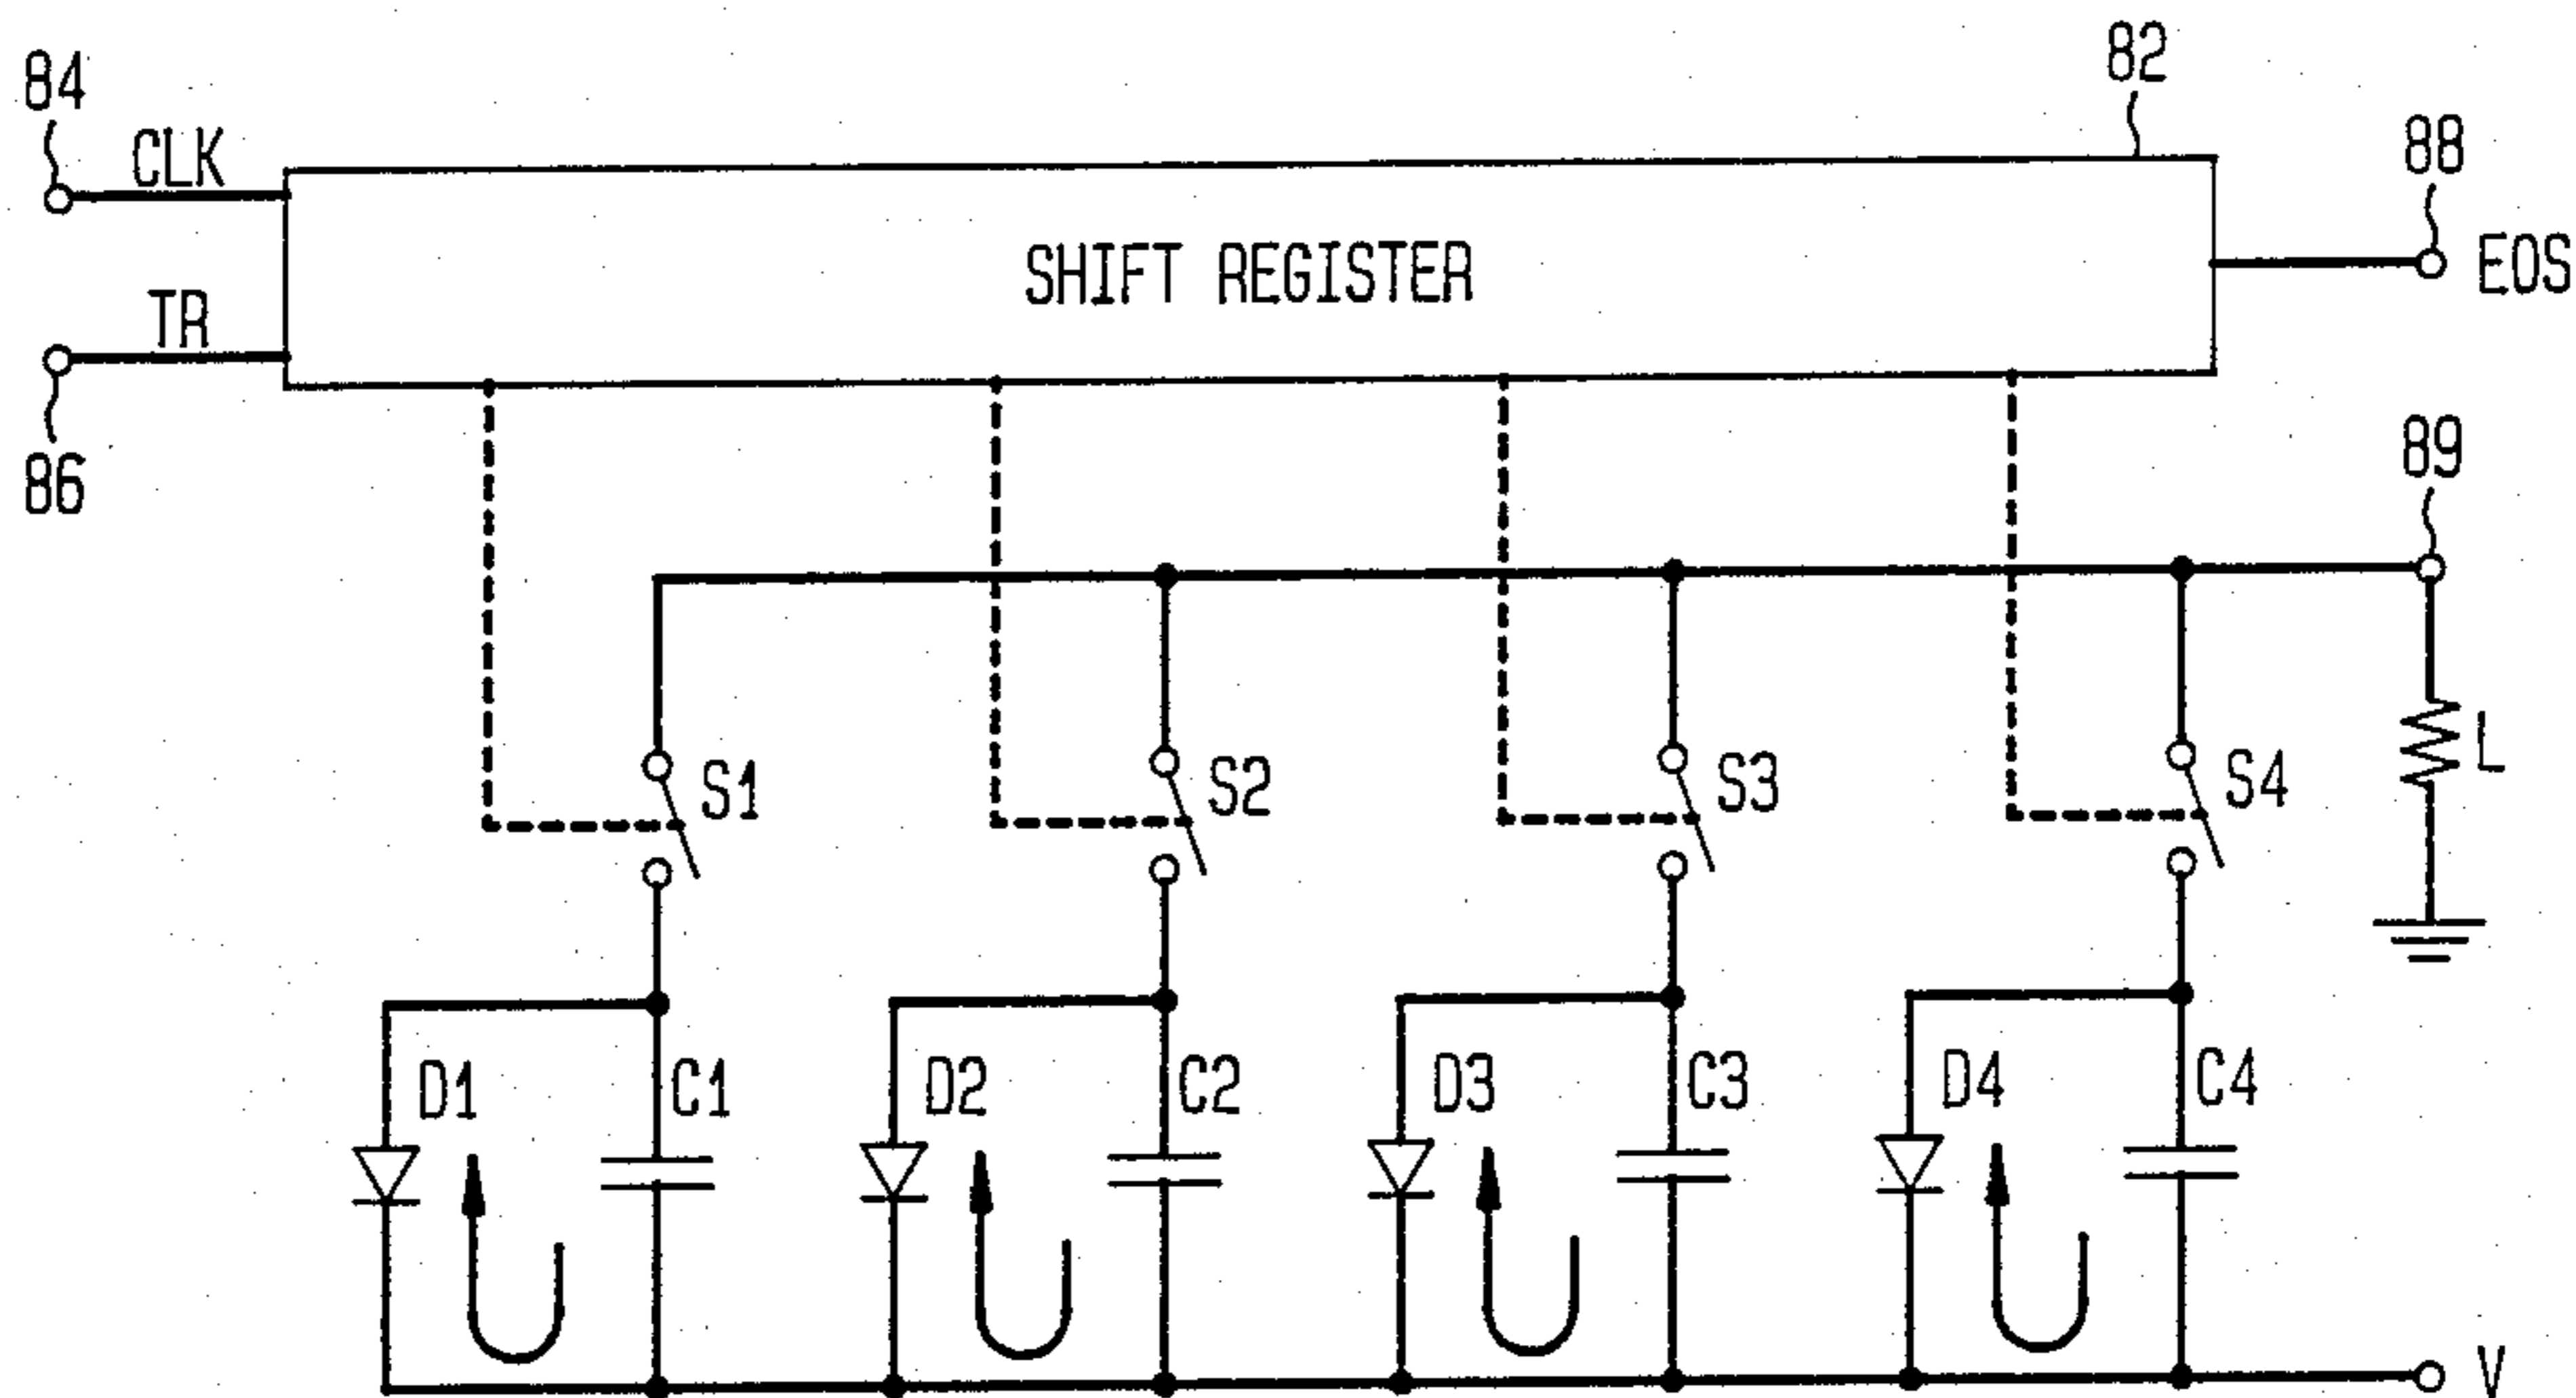 82
84
CLK
88
SHIFT REGISTER
EOS
TR
86
89
S1
S2
S3
S4
L
D1
C1
D2
C2
D3
C3
D4
C4
V